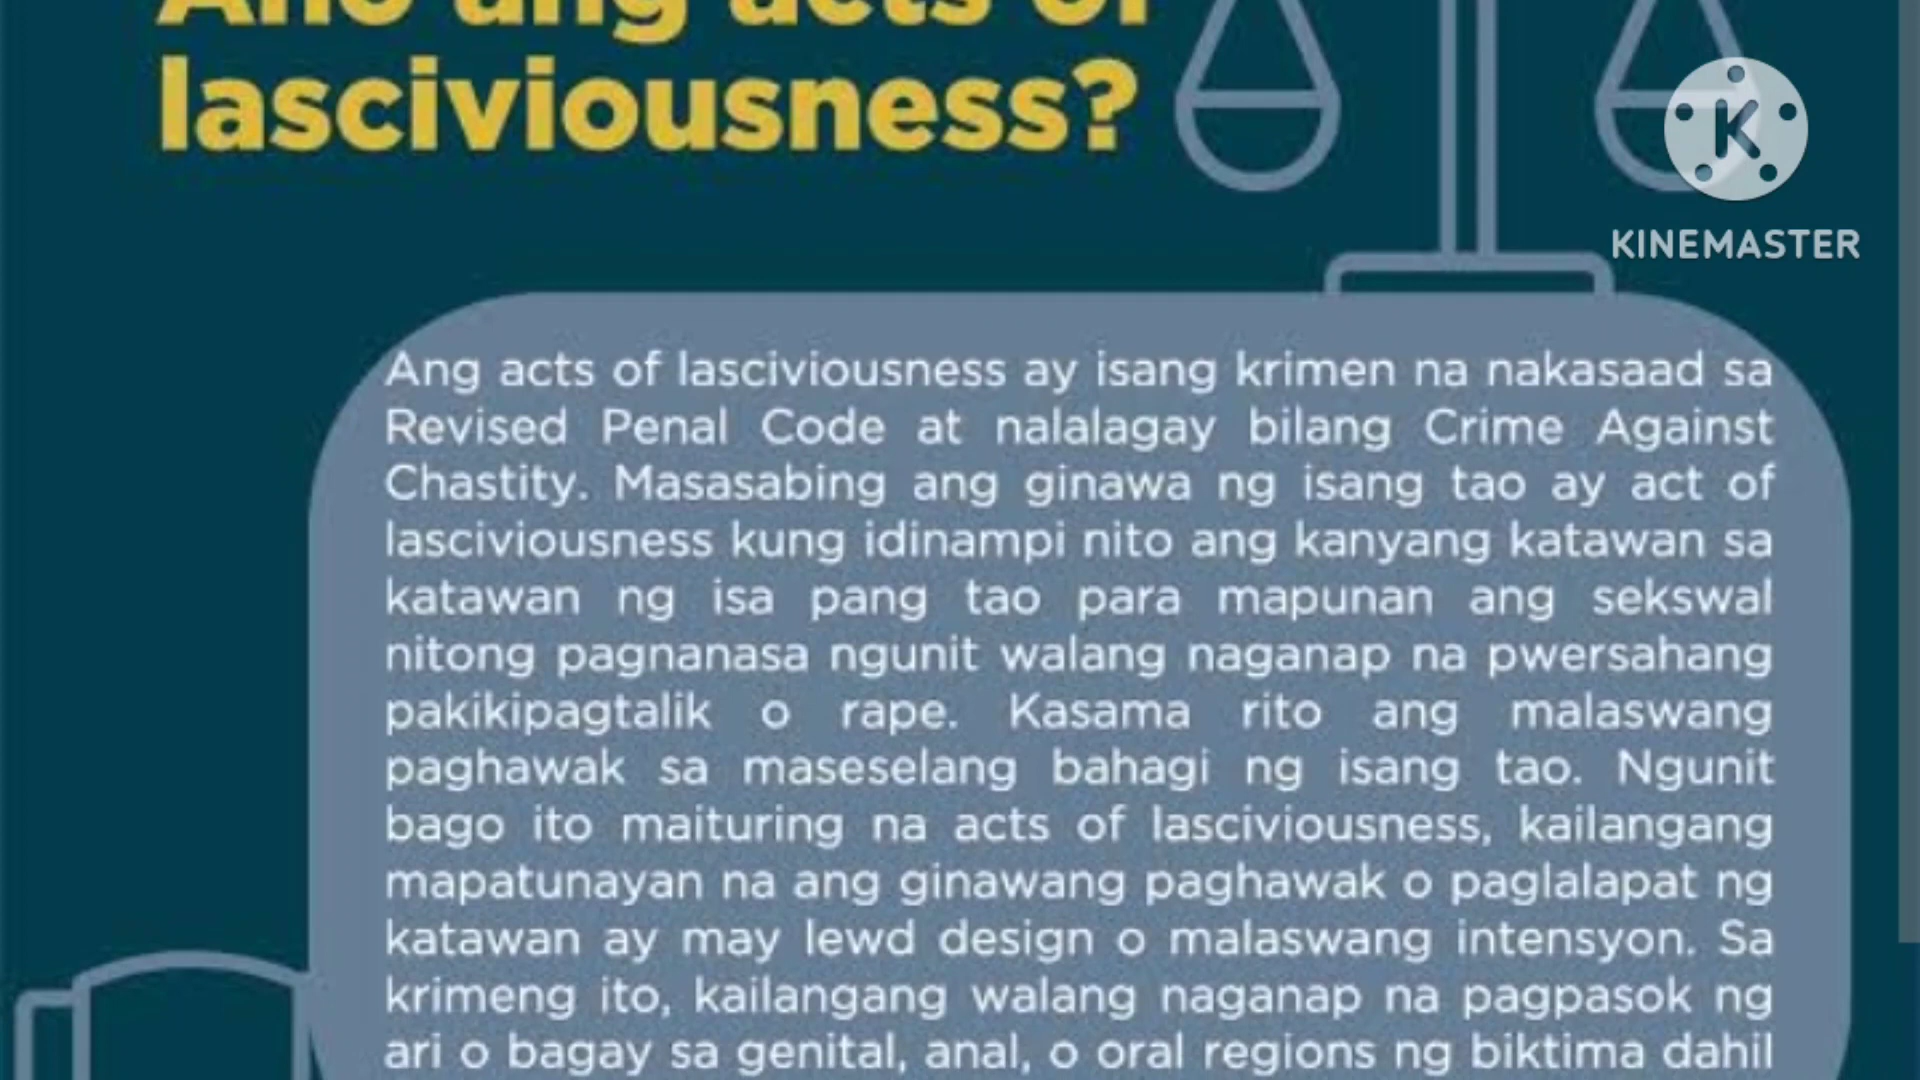 Ano ang acts of
lasciviousness?
KINEMASTER
Ang acts of lasciviousness ay isang krimen na nakasaad sa
Revised Penal Code at nalalagay bilang Crime Against
Chastity. Masasabing ang ginawa ng isang tao ay act of
lasciviousness kung idinampi nito ang kanyang katawan sa
katawan ng isa pang tao para mapunan ang sekswal
nitong pagnanasa ngunit walang naganap na pwersahang
pakikipagtalik o rape. Kasama rito ang malaswang
paghawak sa maseselang bahagi ng isang tao. Ngunit
bago ito maituring na acts of lasciviousness, kailangang
mapatunayan na ang ginawang paghawak o paglalapat ng
katawan ay may lewd design o malaswang intensyon. Sa
krimeng ito, kailangang walang naganap na pagpasok ng
ari o bagay sa genital, anal, o oral regions ng biktima dahil